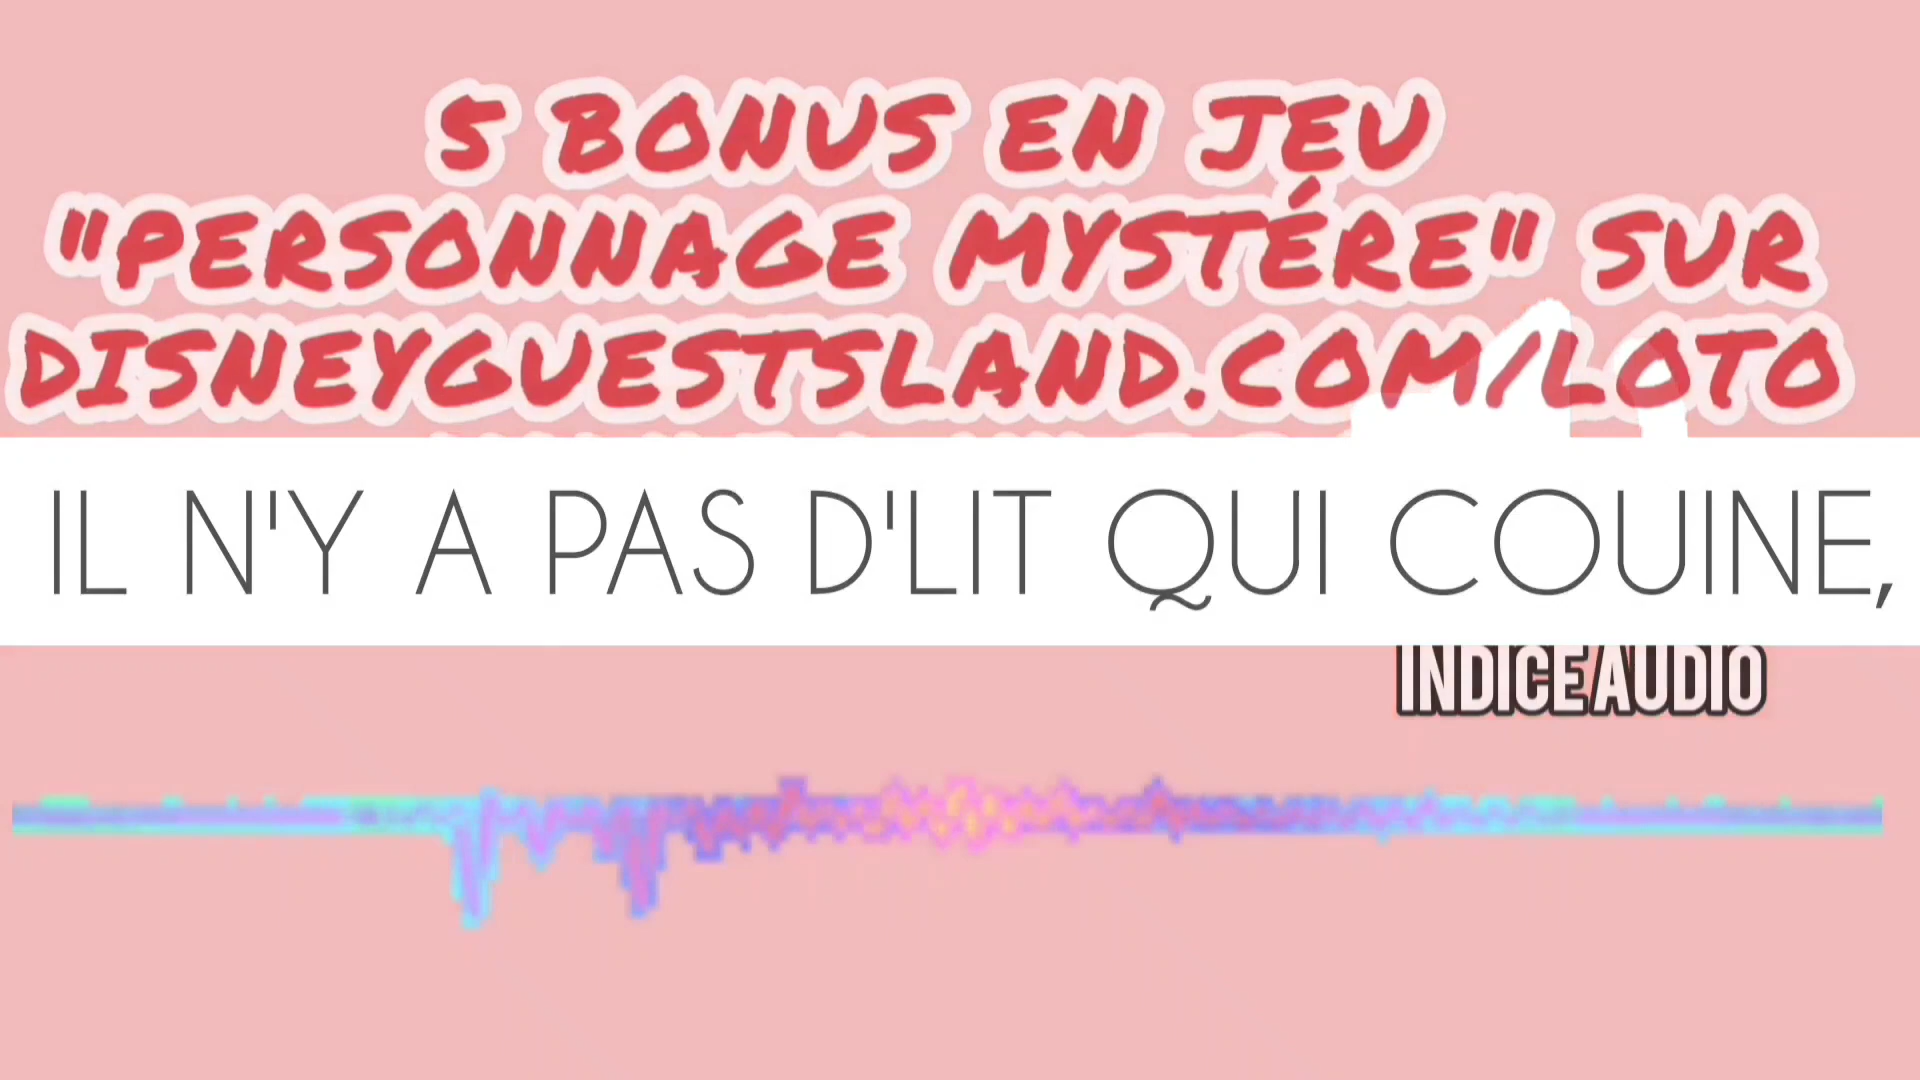 5 BONUS EN JEU
"PERSONNAGE MYSTÉRE" SUR
DISNEYGUESTSLAND.COM/LOTO
IL N'Y A PAS D'LIT QUI COUINE,
INDICE AUDIO